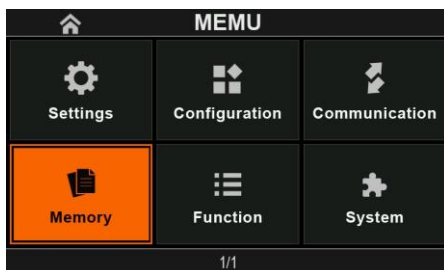 MEMU
Settings
Configuration
Communication
Memory
Function
System
1/1